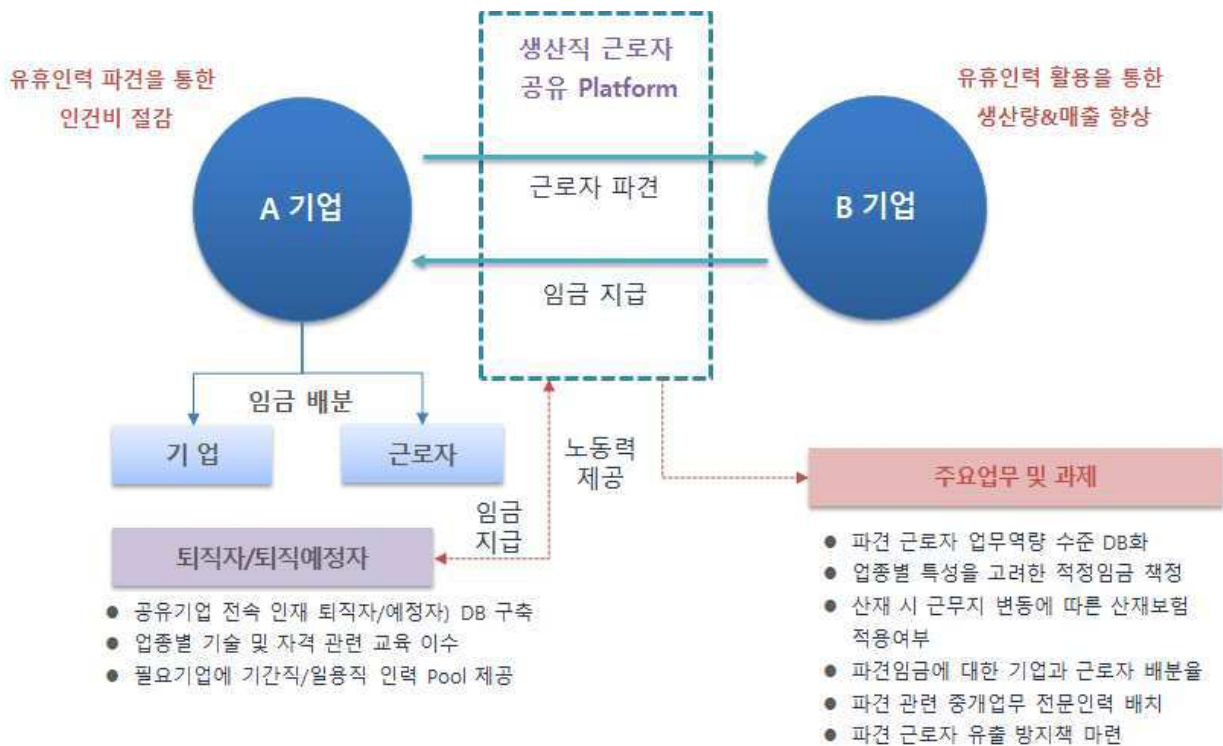 유휴인력 파견을 통한
인건비 절감
생산직 근로자
공유 Platform
유휴인력 활용을 통한
생산량&매출 향상
A 기업
근로자 파견
B 기업
임금 지급
임금 배분
기 업
근로자
노동력
제공
임금
지급
퇴직자/퇴직예정자
● 공유기업 전속 인재 퇴직자/예정자) DB 구축
● 업종별 기술 및 자격 관련 교육 이수
● 필요기업에 기간직/일용직 인력 Pool 제공
주요업무 및 과제
● 파견 근로자 업무역량 수준 DB화
● 업종별 특성을 고려한 적정임금 책정
● 산재 시 근무지 변동에 따른 산재보험
적용여부
● 파견임금에 대한 기업과 근로자 배분율
● 파견 관련 중개업무 전문인력 배치
● 파견 근로자 유출 방지책 마련